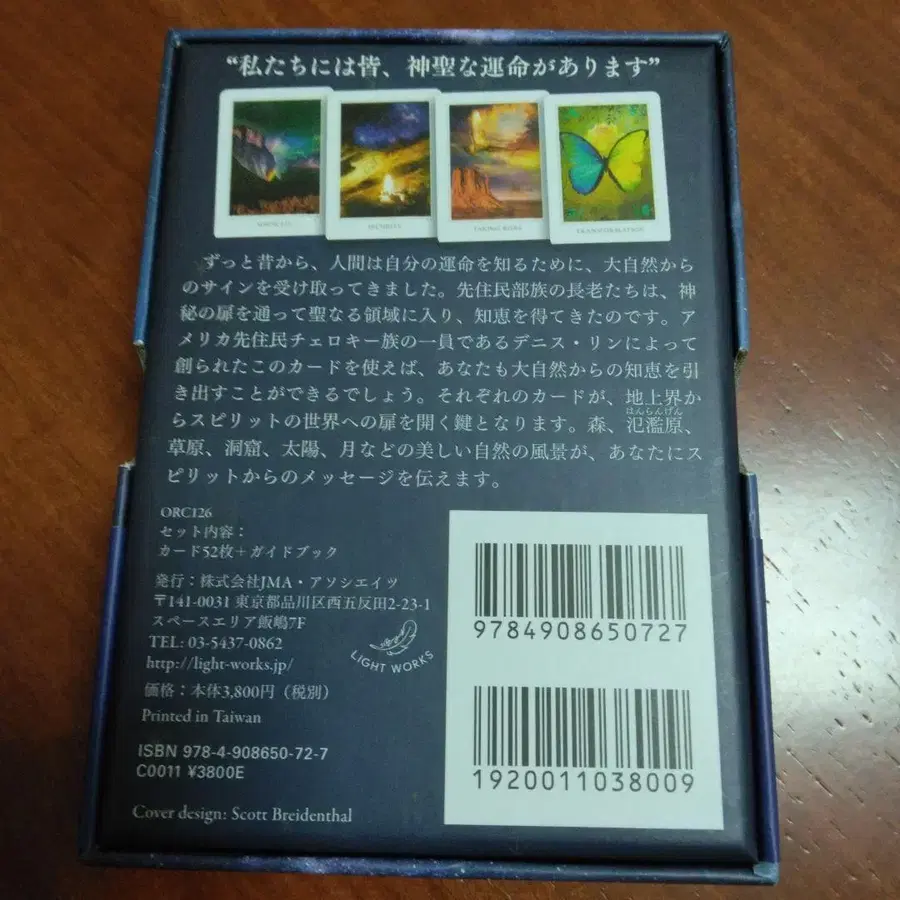 “私たちには皆、神聖な運命があります”
TRANSFORMATION
ずっと昔から、人間は自分の運命を知るために、大自然から
のサインを受け取ってきました。先住民部族の長老たちは、神
秘の扉を通って聖なる領域に入り、知恵を得てきたのです。ア
メリカ先住民チェロキー族の一員であるデニス・リンによって
創られたこのカードを使えば、あなたも大自然からの知恵を引
き出すことができるでしょう。それぞれのカードが、地上界か
らスピリットの世界への扉を開く鍵となります。森、氾濫原、
はんらんげん
草原、洞窟、太陽、月などの美しい自然の風景が、あなたにス
ピリットからのメッセージを伝えます。
ORC126
セット内容：
カード52枚＋ガイドブック
発行：株式会社JMA・アソシエイツ
〒141-0031 東京都品川区西五反田2-23-1
スペースエリア飯嶋7F
TEL: 03-5437-0862
http://light-works.jp/
LIGHT WORKS
価格：本体3,800円（税別）
Printed in Taiwan
ISBN 978-4-908650-72-7
C0011 ¥3800E
Cover design: Scott Breidenthal
9784908650727
1920011038009